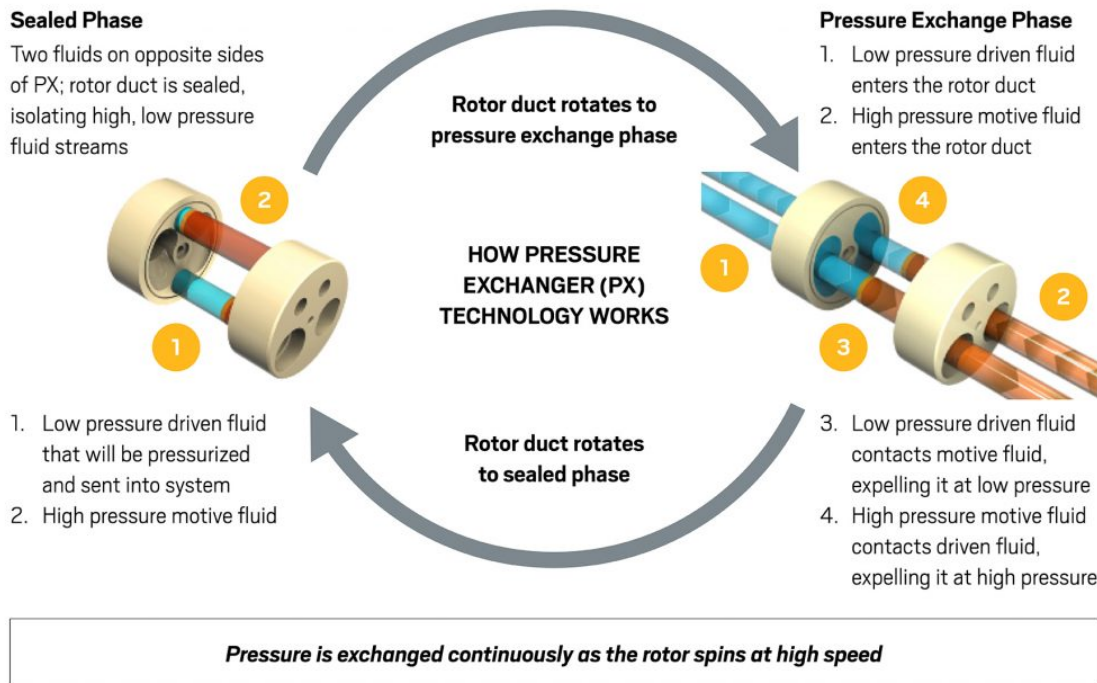 Sealed Phase
Two fluids on opposite sides
of PX; rotor duct is sealed,
isolating high, low pressure
fluid streams
2
1
1. Low pressure driven fluid
that will be pressurized
and sent into system
2. High pressure motive fluid
Rotor duct rotates to
pressure exchange phase
HOW PRESSURE
EXCHANGER (PX)
TECHNOLOGY WORKS
Rotor duct rotates
to sealed phase
Pressure Exchange Phase
1. Low pressure driven fluid
enters the rotor duct
2. High pressure motive fluid
enters the rotor duct
4
1
2
3
3. Low pressure driven fluid
contacts motive fluid,
expelling it at low pressure
4. High pressure motive fluid
contacts driven fluid,
expelling it at high pressure
Pressure is exchanged continuously as the rotor spins at high speed